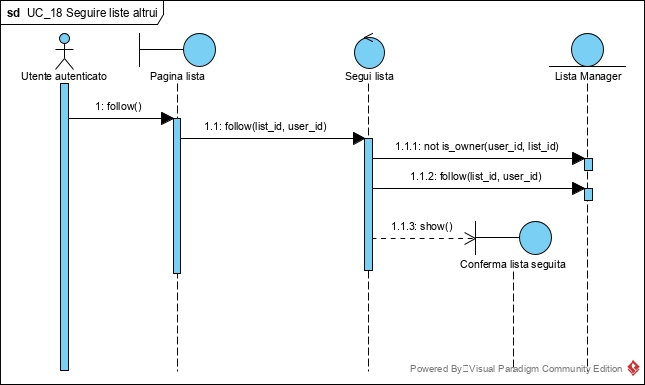 sd UC_18 Seguire liste altrui
Utente autenticato
Pagina lista
Segui lista
Lista Manager
1: follow()
1.1: follow(list_id, user_id)
1.1.1: not is_owner(user_id, list_id)
1.1.2: follow(list_id, user_id)
1.1.3: show()
Conferma lista seguita
Powered By Visual Paradigm Community Edition